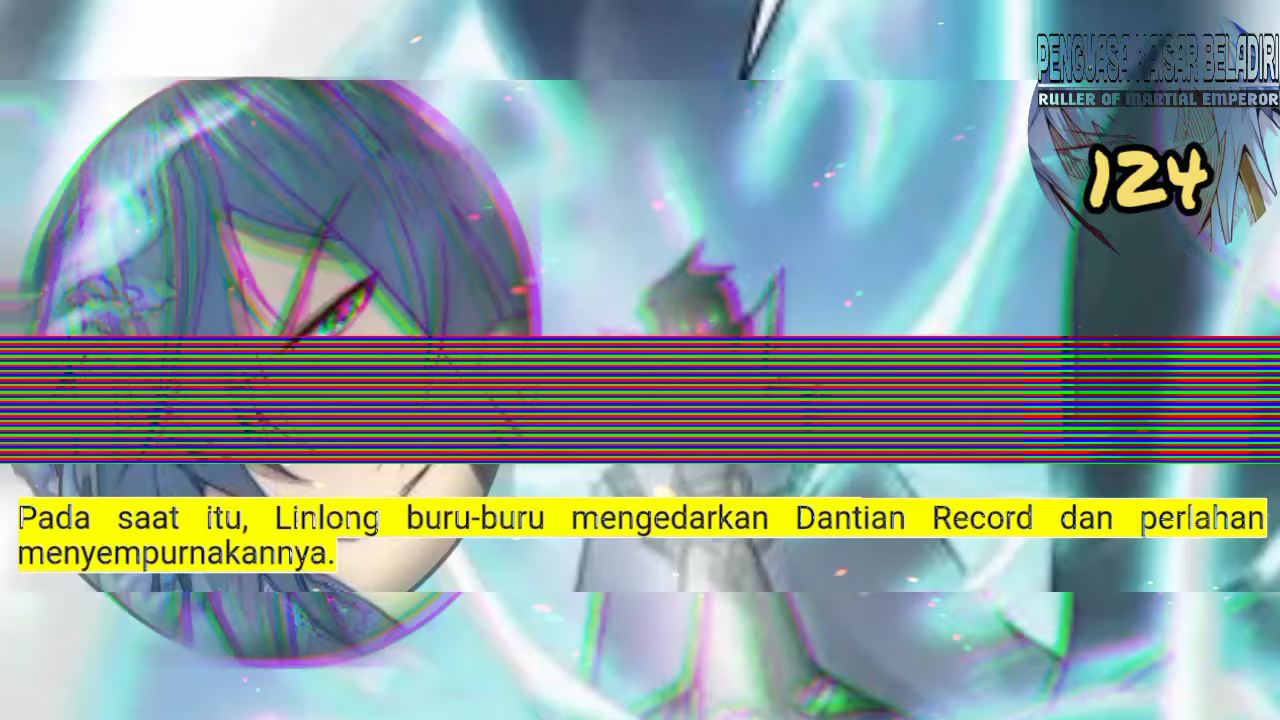 PENGUASA KAISAR BELADIRI
RULLER OF MARTIAL EMPEROR
124
Pada saat itu, Linlong buru-buru mengedarkan Dantian Record dan perlahan
menyempurnakannya.